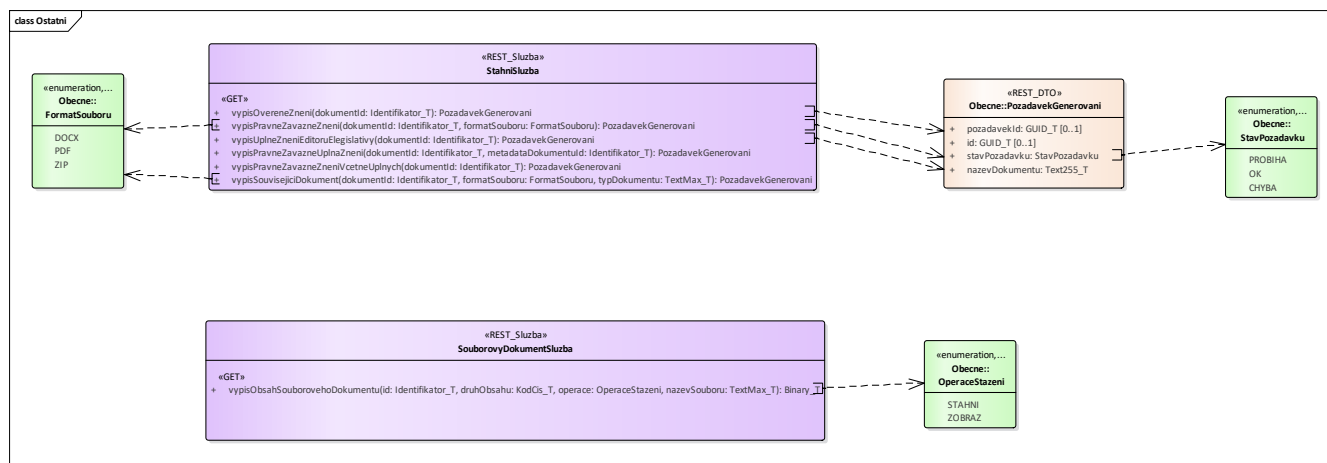 class Ostatni
«enumeration,...
Obecne::
FormatSouboru
DOCX
PDF
ZIP
«REST_Sluzba»
StahniSluzba
«GET»
+ vypisOvereneZneni(dokumentId: Identifikator_T): PozadavekGenerovani
+ vypisPravneZavazneZneni(dokumentId: Identifikator_T, formatSouboru: FormatSouboru): PozadavekGenerovani
+ vypisUplneZneniEditoruElegislativy(dokumentId: Identifikator_T): PozadavekGenerovani
+ vypisPravneZavazneUplnaZneni(dokumentId: Identifikator_T, metadataDokumentuId: Identifikator_T): PozadavekGenerovani
+ vypisPravneZavazneZneniVcetneUplnych(dokumentId: Identifikator_T): PozadavekGenerovani
+ vypisSouvisejiciDokument(dokumentId: Identifikator_T, formatSouboru: FormatSouboru, typDokumentu: TextMax_T): PozadavekGenerovani
«REST_DTO»
Obecne::PozadavekGenerovani
+ pozadavekId: GUID_T [0..1]
+ id: GUID_T [0..1]
+ stavPozadavku: StavPozadavku
+ nazevDokumentu: Text255_T
«enumeration,...
Obecne::
StavPozadavku
PROBIHA
OK
CHYBA
«REST_Sluzba»
SouborovyDokumentSluzba
«GET»
+ vypisObsahSouborovehoDokumentu(id: Identifikator_T, druhObsahu: KodCis_T, operace: OperaceStazeni, nazevSouboru: TextMax_T): Binary_T
«enumeration,...
Obecne::
OperaceStazeni
STAHNI
ZOBRAZ